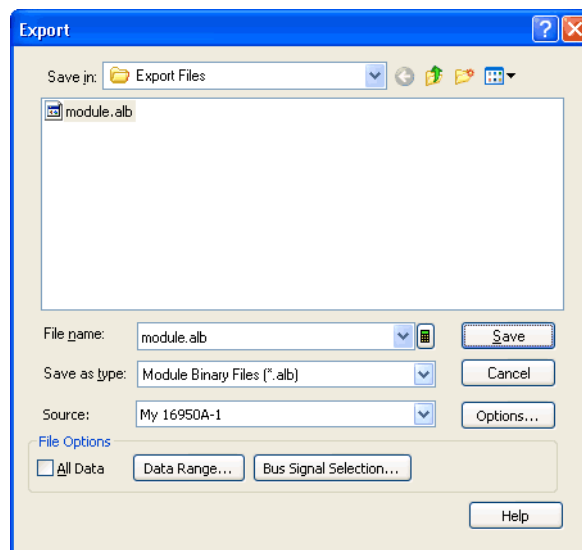 Export
Save in: Export Files
module.alb
File name: module.alb Save
Save as type: Module Binary Files (*.alb) Cancel
Source: My 16950A-1 Options...
File Options
All Data Data Range... Bus Signal Selection...
Help